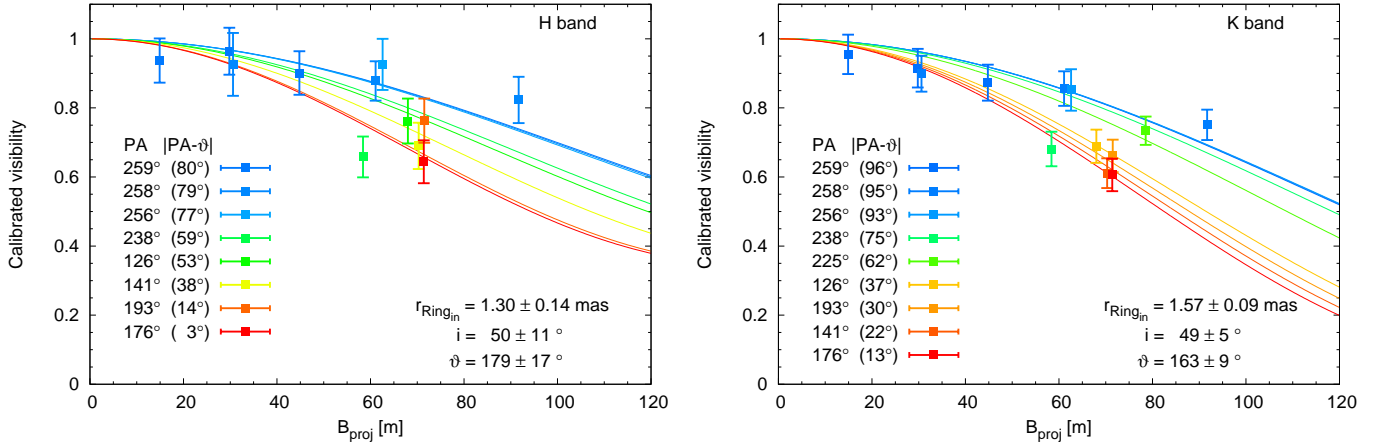 H band
1
0.8
0.6
0.4
0.2
0
Calibrated visibility
PA |PA-ϑ|
259° (80°)
258° (79°)
256° (77°)
238° (59°)
126° (53°)
141° (38°)
193° (14°)
176° ( 3°)
r_Ring_in = 1.30 ± 0.14 mas
i = 50 ± 11 °
ϑ = 179 ± 17 °
0 20 40 60 80 100 120
B_proj [m]
K band
1
0.8
0.6
0.4
0.2
0
Calibrated visibility
PA |PA-ϑ|
259° (96°)
258° (95°)
256° (93°)
238° (75°)
225° (62°)
126° (37°)
193° (30°)
141° (22°)
176° (13°)
r_Ring_in = 1.57 ± 0.09 mas
i = 49 ± 5 °
ϑ = 163 ± 9 °
0 20 40 60 80 100 120
B_proj [m]